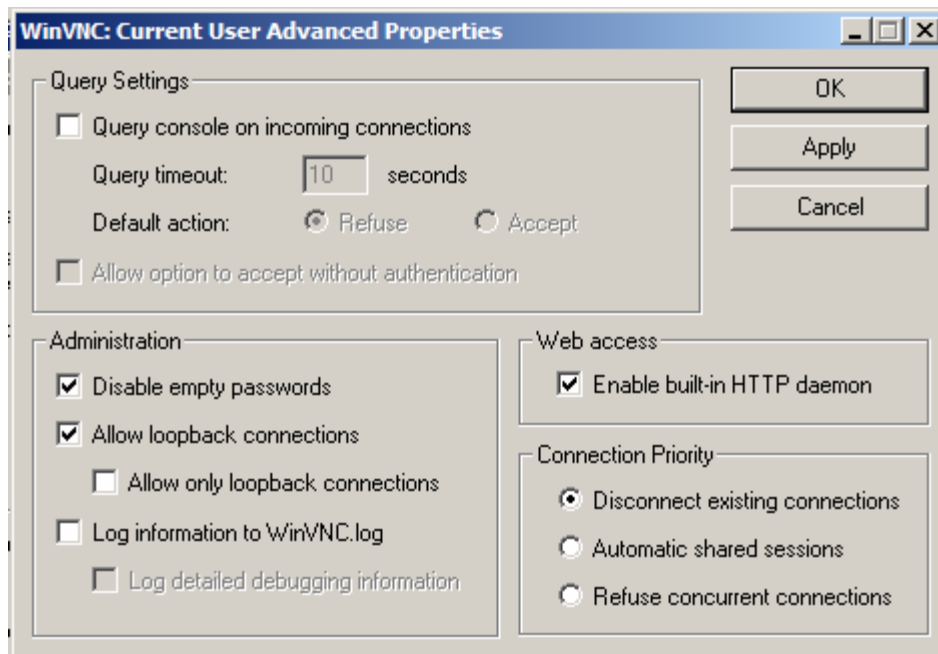 WinVNC: Current User Advanced Properties
Query Settings
Query console on incoming connections
Query timeout: 10 seconds
Default action: Refuse Accept
Allow option to accept without authentication
OK
Apply
Cancel
Administration
Disable empty passwords
Allow loopback connections
Allow only loopback connections
Log information to WinVNC.log
Log detailed debugging information
Web access
Enable built-in HTTP daemon
Connection Priority
Disconnect existing connections
Automatic shared sessions
Refuse concurrent connections